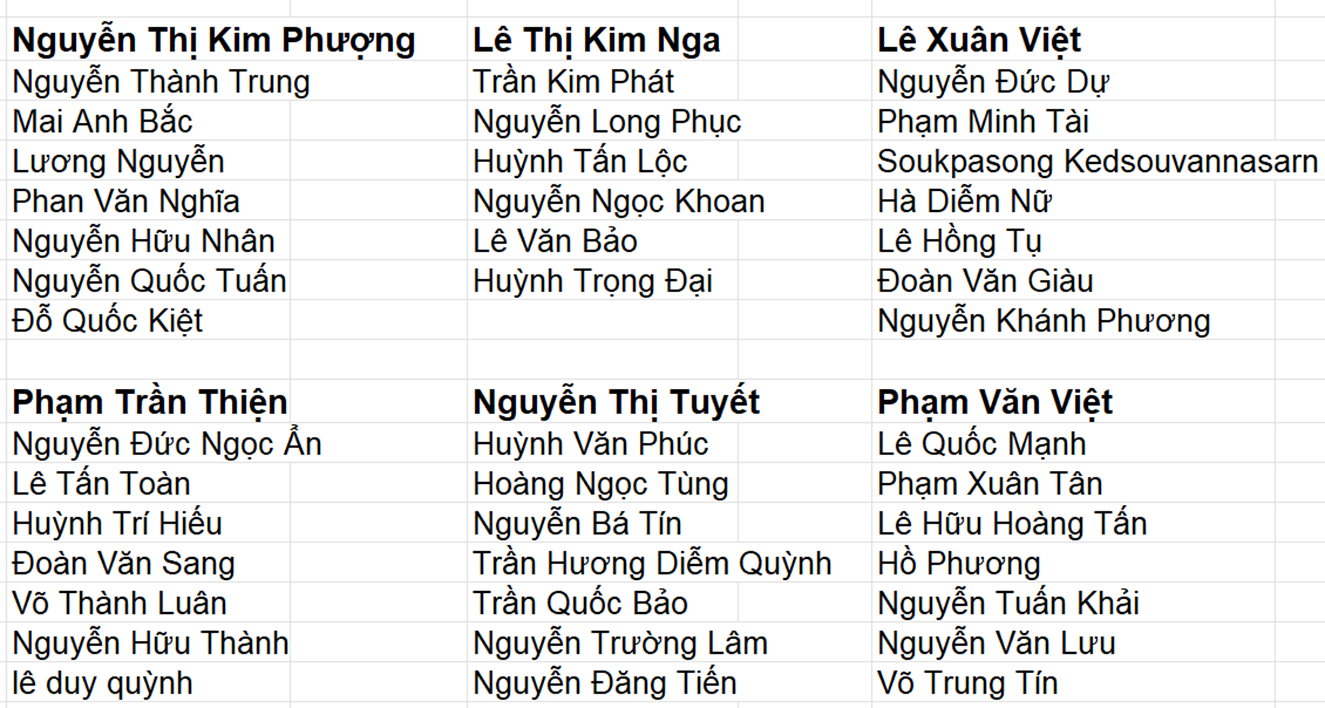 Nguyễn Thị Kim Phượng
Nguyễn Thành Trung
Mai Anh Bắc
Lương Nguyễn
Phan Văn Nghĩa
Nguyễn Hữu Nhân
Nguyễn Quốc Tuấn
Đỗ Quốc Kiệt
Lê Thị Kim Nga
Trần Kim Phát
Nguyễn Long Phục
Huỳnh Tấn Lộc
Nguyễn Ngọc Khoan
Lê Văn Bảo
Huỳnh Trọng Đại
Lê Xuân Việt
Nguyễn Đức Dự
Phạm Minh Tài
Soukpasong Kedsouvannasarn
Hà Diễm Nữ
Lê Hồng Tụ
Đoàn Văn Giàu
Nguyễn Khánh Phương
Phạm Trần Thiện
Nguyễn Đức Ngọc Ẩn
Lê Tấn Toàn
Huỳnh Trí Hiếu
Đoàn Văn Sang
Võ Thành Luân
Nguyễn Hữu Thành
lê duy quỳnh
Nguyễn Thị Tuyết
Huỳnh Văn Phúc
Hoàng Ngọc Tùng
Nguyễn Bá Tín
Trần Hương Diễm Quỳnh
Trần Quốc Bảo
Nguyễn Trường Lâm
Nguyễn Đăng Tiến
Phạm Văn Việt
Lê Quốc Mạnh
Phạm Xuân Tân
Lê Hữu Hoàng Tấn
Hồ Phương
Nguyễn Tuấn Khải
Nguyễn Văn Lưu
Võ Trung Tín